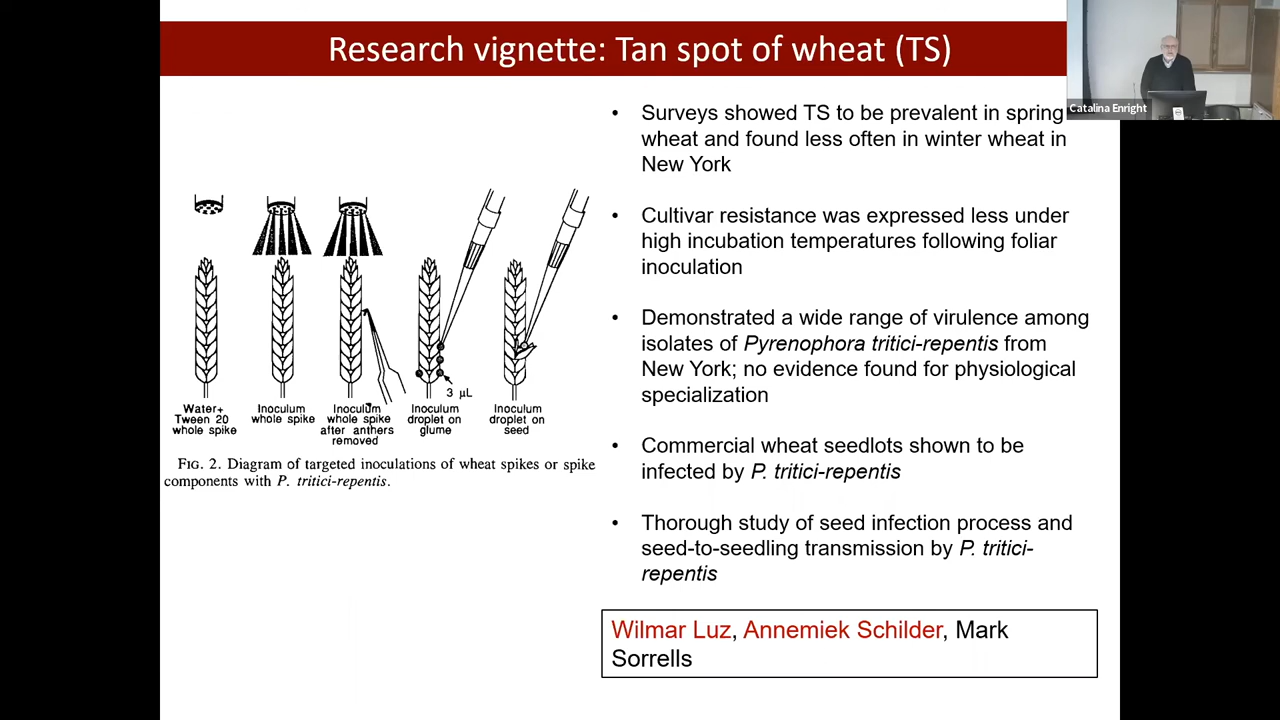 Research vignette: Tan spot of wheat (TS)
Catalina Enright
• Surveys showed TS to be prevalent in spring
wheat and found less often in winter wheat in
New York
• Cultivar resistance was expressed less under
high incubation temperatures following foliar
inoculation
• Demonstrated a wide range of virulence among
isolates of Pyrenophora tritici-repentis from
New York; no evidence found for physiological
specialization
• Commercial wheat seedlots shown to be
infected by P. tritici-repentis
• Thorough study of seed infection process and
seed-to-seedling transmission by P. tritici-
repentis
3 µL
Water+
Tween 20
whole spike
Inoculum
whole spike
Inoculum
whole spike
after anthers
removed
Inoculum
droplet on
glume
Inoculum
droplet on
seed
FIG. 2. Diagram of targeted inoculations of wheat spikes or spike
components with P. tritici-repentis.
Wilmar Luz, Annemiek Schilder, Mark
Sorrells